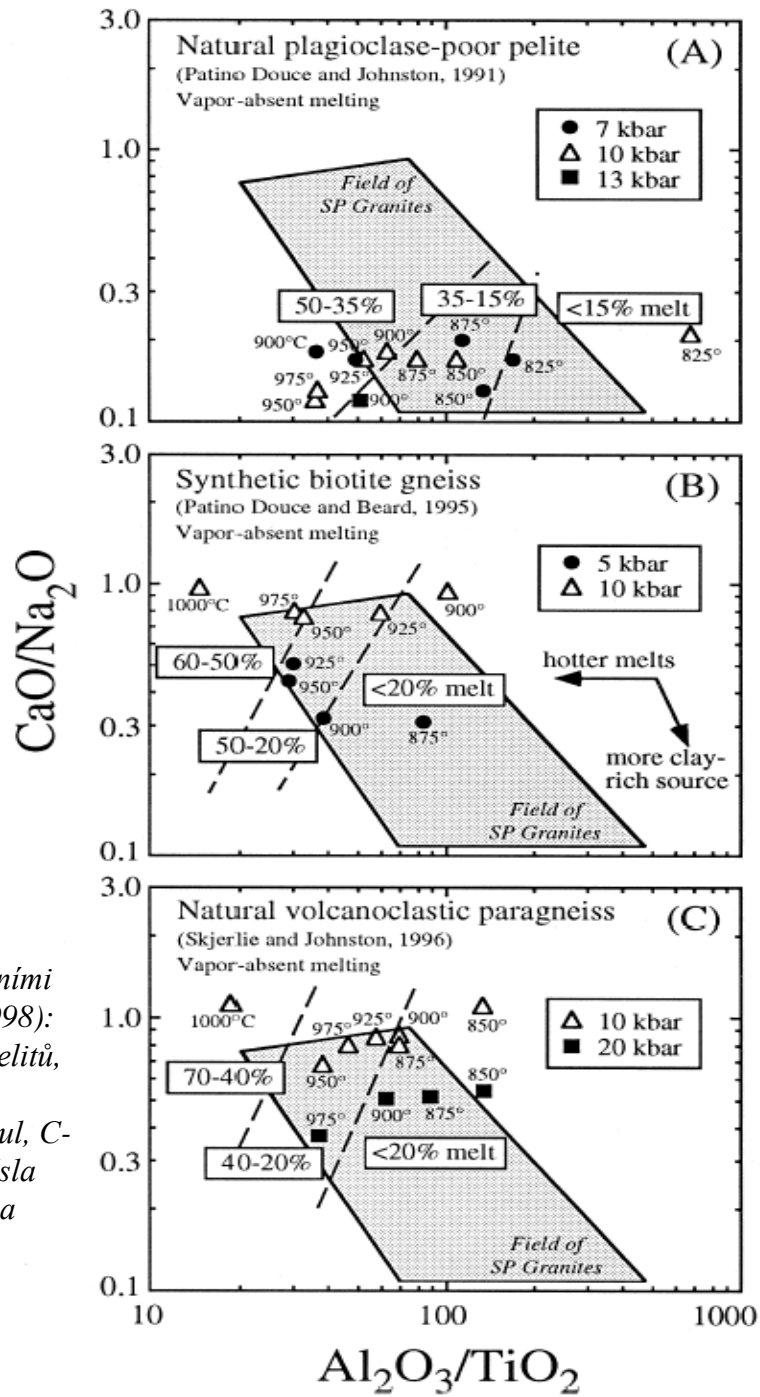 3.0
Natural plagioclase-poor pelite
(A)
(Patino Douce and Johnston, 1991)
Vapor-absent melting
7 kbar
10 kbar
13 kbar
1.0
Field of
SP Granites
0.3
50-35%
35-15%
<15% melt
900°C
950°
900°
875°
825°
925°
875°
850°
825°
975°
950°
900°
850°
0.1
3.0
Synthetic biotite gneiss
(B)
(Patino Douce and Beard, 1995)
Vapor-absent melting
5 kbar
10 kbar
1.0
1000°C
975°
950°
925°
900°
60-50%
925°
950°
<20% melt
hotter melts
0.3
50-20%
900°
875°
more clay-
rich source
Field of
SP Granites
0.1
CaO/Na₂O
3.0
Natural volcanoclastic paragneiss
(C)
(Skjerlie and Johnston, 1996)
Vapor-absent melting
10 kbar
20 kbar
1.0
1000°C
975°
925°
900°
850°
950°
875°
70-40%
850°
900°
875°
975°
0.3
40-20%
<20% melt
Field of
SP Granites
0.1
10
100
1000
Al₂O₃/TiO₂
ními
998):
elitů,
ul, C-
ísla
a